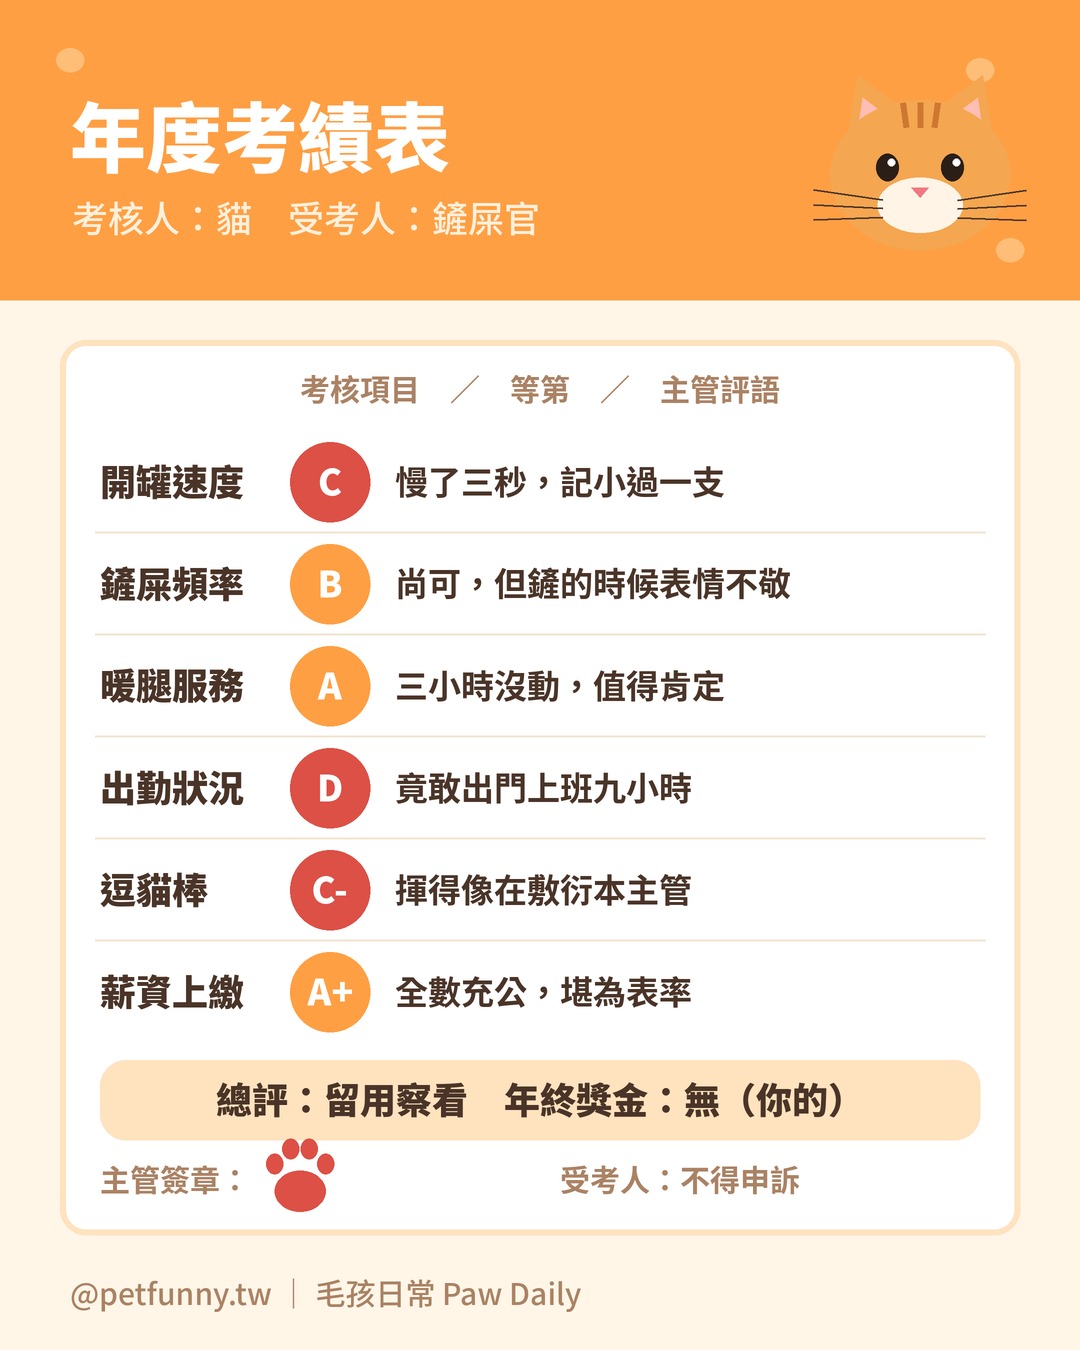 年度考績表
考核人：貓　受考人：鏟屎官
考核項目　／　等第　／　主管評語
開罐速度 C 慢了三秒，記小過一支
鏟屎頻率 B 尚可，但鏟的時候表情不敬
暖腿服務 A 三小時沒動，值得肯定
出勤狀況 D 竟敢出門上班九小時
逗貓棒 C- 揮得像在敷衍本主管
薪資上繳 A+ 全數充公，堪為表率
總評：留用察看　年終獎金：無（你的）
主管簽章： 受考人：不得申訴
@petfunny.tw｜毛孩日常 Paw Daily